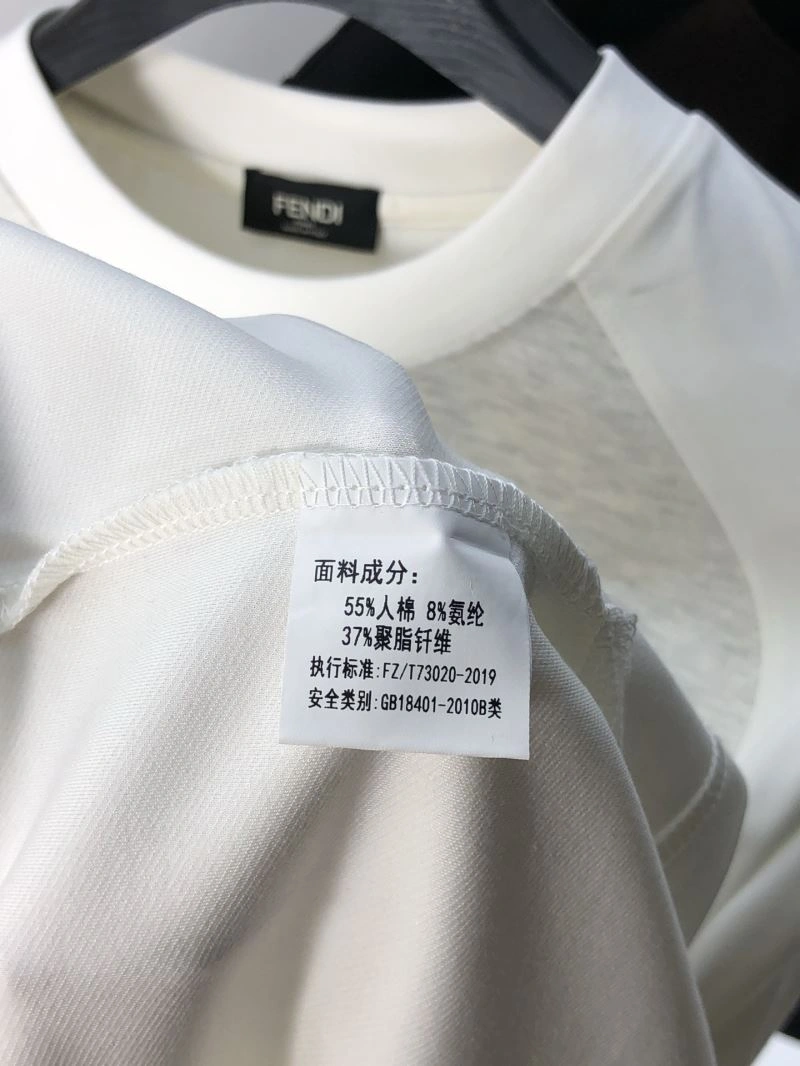 FENDI
面料成分：
55%人棉 8%氨纶
37%聚脂钎维
执行标准:FZ/T73020-2019
安全类别:GB18401-2010B类